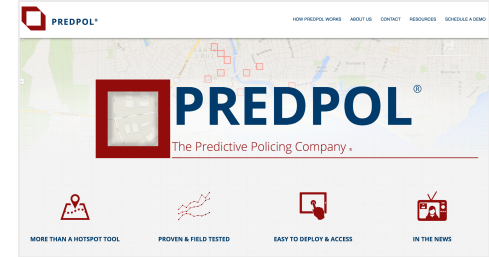 PREDPOL®
HOW PREDPOL WORKS ABOUT US CONTACT RESOURCES SCHEDULE A DEMO
PREDPOL®
The Predictive Policing Company
MORE THAN A HOTSPOT TOOL
PROVEN & FIELD TESTED
EASY TO DEPLOY & ACCESS
IN THE NEWS